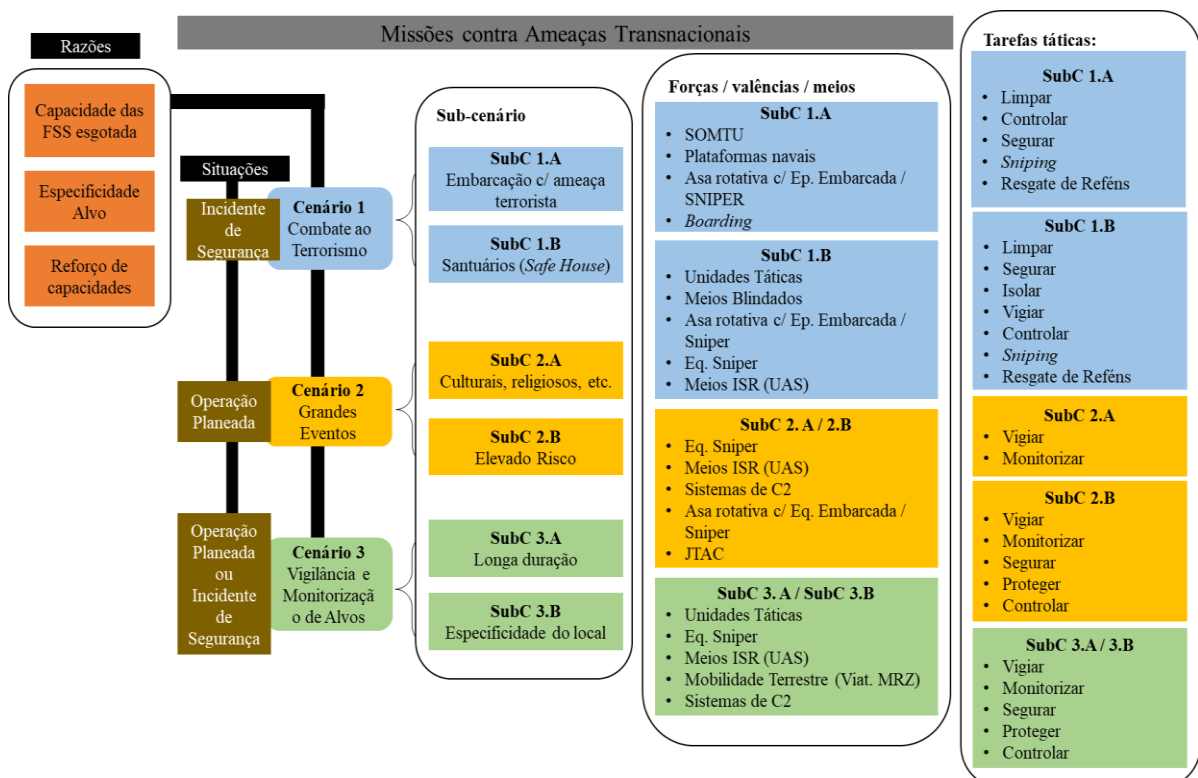 Missões contra Ameaças Transnacionais
Razões
Capacidade das
FSS esgotada
Especificidade
Alvo
Reforço de
capacidades
Situações
Incidente
de
Segurança
Operação
Planeada
Operação
Planeada
ou
Incidente
de
Segurança
Cenário 1
Combate ao
Terrorismo
Cenário 2
Grandes
Eventos
Cenário 3
Vigilância e
Monitorizaçã
o de Alvos
Sub-cenário
SubC 1.A
Embarcação c/ ameaça
terrorista
SubC 1.B
Santuários (Safe House)
SubC 2.A
Culturais, religiosos, etc.
SubC 2.B
Elevado Risco
SubC 3.A
Longa duração
SubC 3.B
Especificidade do local
Forças / valências / meios
SubC 1.A
• SOMTU
• Plataformas navais
• Asa rotativa c/ Ep. Embarcada /
SNIPER
• Boarding
SubC 1.B
• Unidades Táticas
• Meios Blindados
• Asa rotativa c/ Ep. Embarcada /
Sniper
• Eq. Sniper
• Meios ISR (UAS)
SubC 2. A / 2.B
• Eq. Sniper
• Meios ISR (UAS)
• Sistemas de C2
• Asa rotativa c/ Eq. Embarcada /
Sniper
• JTAC
SubC 3. A / SubC 3.B
• Unidades Táticas
• Eq. Sniper
• Meios ISR (UAS)
• Mobilidade Terrestre (Viat. MRZ)
• Sistemas de C2
Tarefas táticas:
SubC 1.A
• Limpar
• Controlar
• Segurar
• Sniping
• Resgate de Reféns
SubC 1.B
• Limpar
• Segurar
• Isolar
• Vigiar
• Controlar
• Sniping
• Resgate de Reféns
SubC 2.A
• Vigiar
• Monitorizar
SubC 2.B
• Vigiar
• Monitorizar
• Segurar
• Proteger
• Controlar
SubC 3.A / 3.B
• Vigiar
• Monitorizar
• Segurar
• Proteger
• Controlar